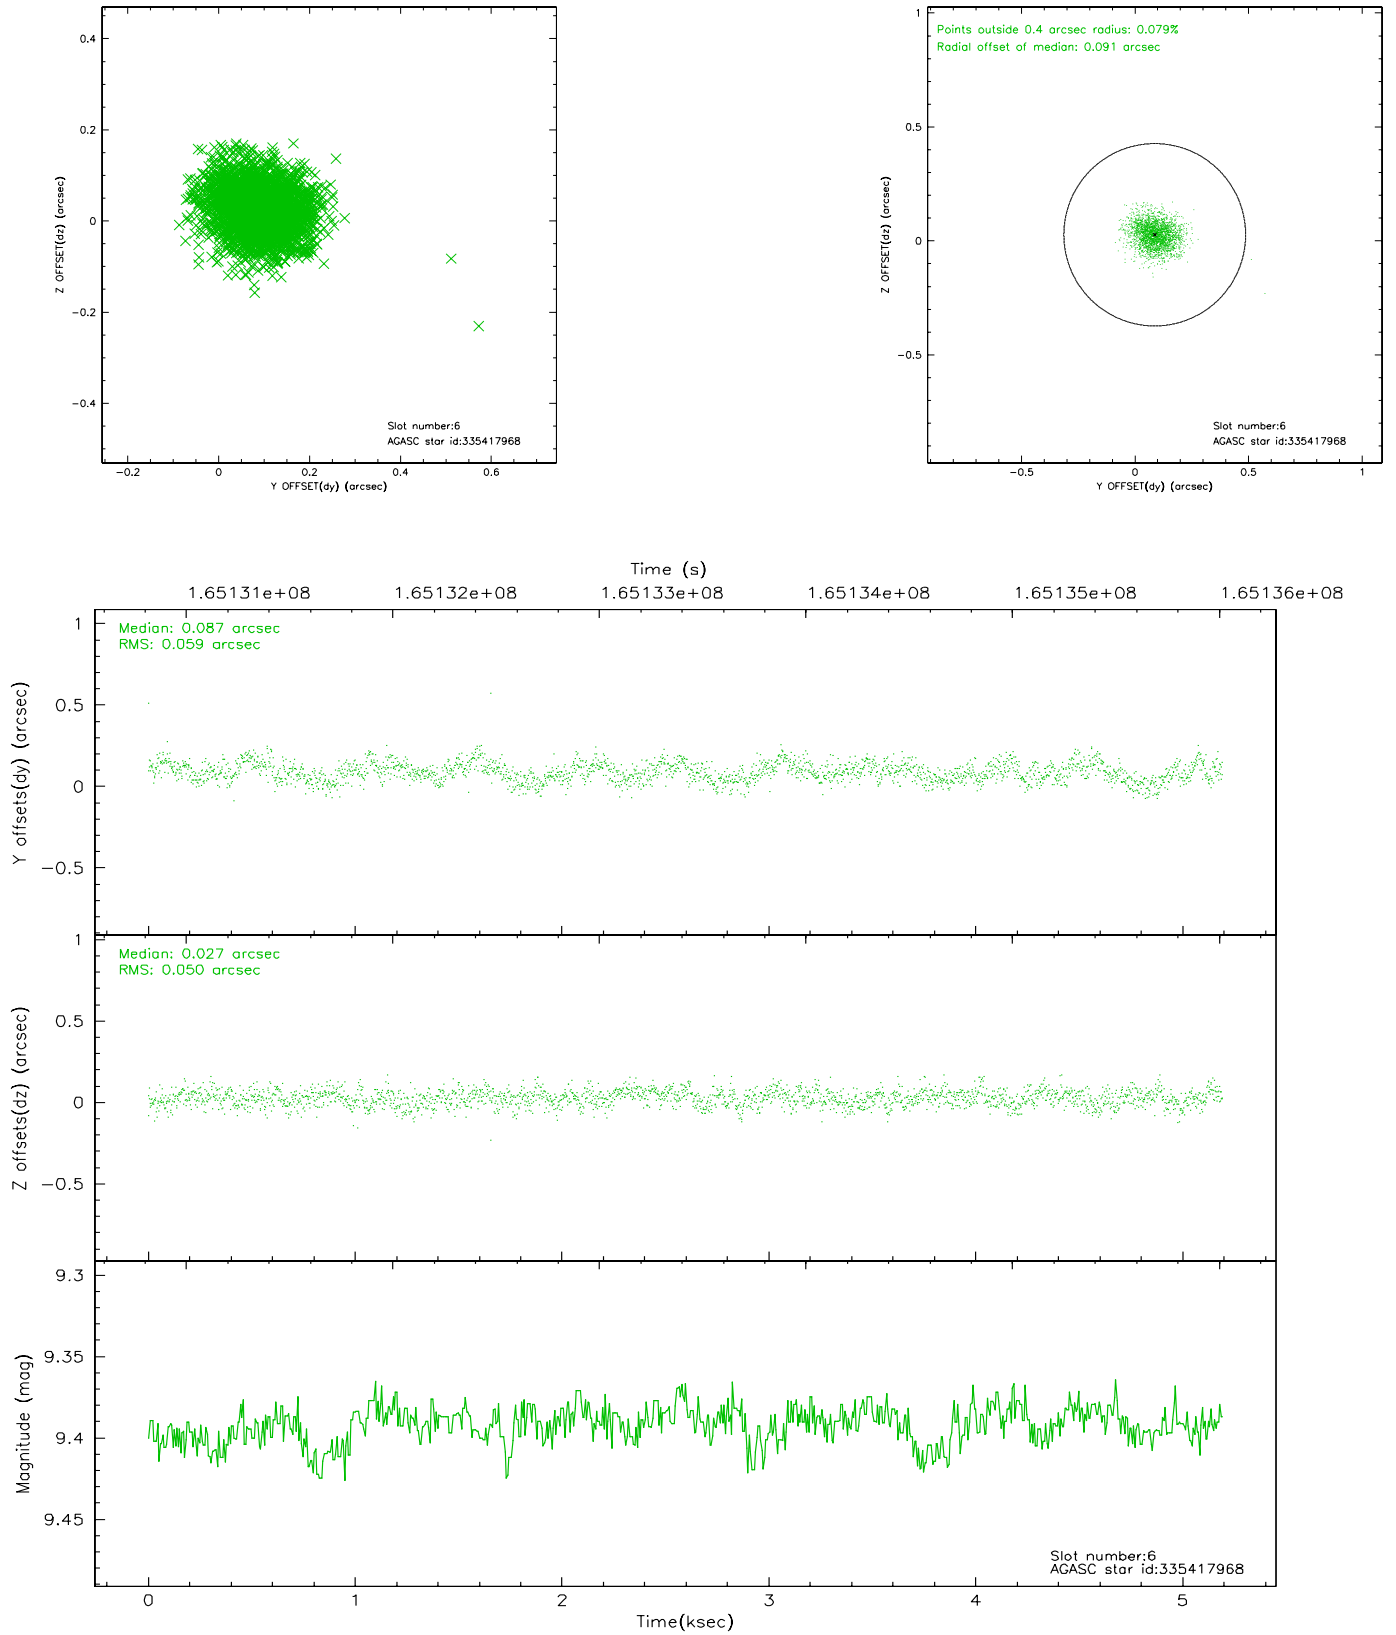 0.4
0.2
0
−0.2
−0.4
Z OFFSET(dz) (arcsec)
Slot number:6
AGASC star id:335417968
−0.2 0 0.2 0.4 0.6
Y OFFSET(dy) (arcsec)
Points outside 0.4 arcsec radius: 0.079%
Radial offset of median: 0.091 arcsec
1
0.5
0
−0.5
Z OFFSET(dz) (arcsec)
Slot number:6
AGASC star id:335417968
−0.5 0 0.5 1
Y OFFSET(dy) (arcsec)
Time (s)
1.65131e+08 1.65132e+08 1.65133e+08 1.65134e+08 1.65135e+08 1.65136e+08
Median: 0.087 arcsec
RMS: 0.059 arcsec
1
0.5
0
−0.5
Y offsets(dy) (arcsec)
Median: 0.027 arcsec
RMS: 0.050 arcsec
1
0.5
0
−0.5
Z offsets(dz) (arcsec)
9.3
9.35
9.4
9.45
Magnitude (mag)
Slot number:6
AGASC star id:335417968
0 1 2 3 4 5
Time(ksec)